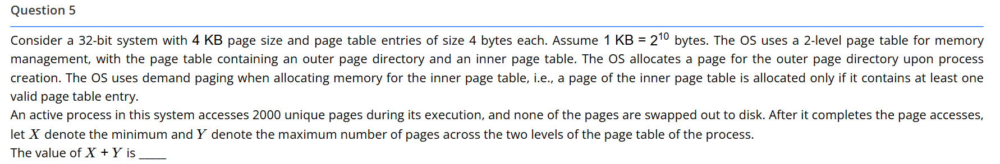 Question 5
Consider a 32-bit system with 4 KB page size and page table entries of size 4 bytes each. Assume 1 KB = 2¹⁰ bytes. The OS uses a 2-level page table for memory
management, with the page table containing an outer page directory and an inner page table. The OS allocates a page for the outer page directory upon process
creation. The OS uses demand paging when allocating memory for the inner page table, i.e., a page of the inner page table is allocated only if it contains at least one
valid page table entry.
An active process in this system accesses 2000 unique pages during its execution, and none of the pages are swapped out to disk. After it completes the page accesses,
let X denote the minimum and Y denote the maximum number of pages across the two levels of the page table of the process.
The value of X + Y is _____